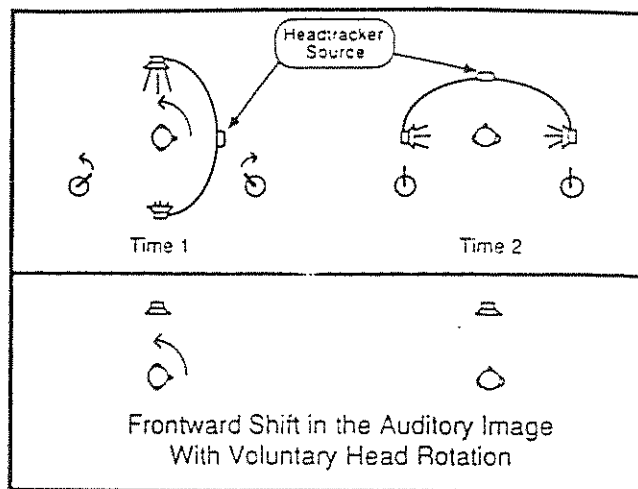 Headtracker
Source
Time 1
Time 2
Frontward Shift in the Auditory Image
With Voluntary Head Rotation